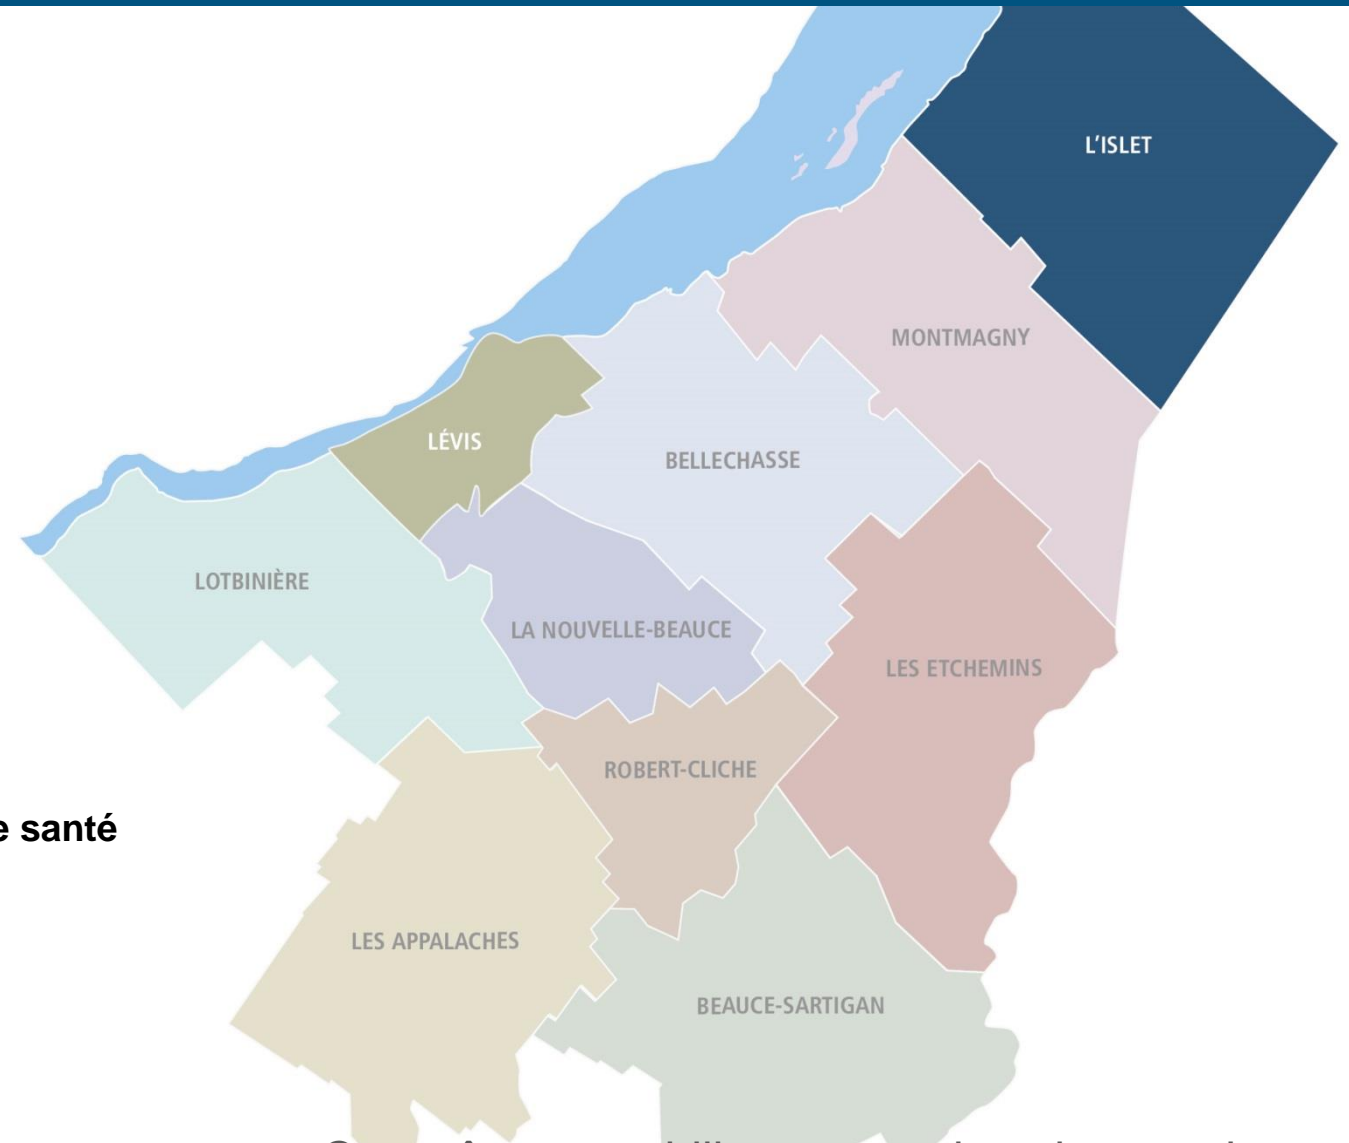 L'ISLET
MONTMAGNY
LÉVIS
BELLECHASSE
LOTBINIÈRE
LA NOUVELLE-BEAUCE
LES ETCHEMINS
ROBERT-CLICHE
e santé
LES APPALACHES
BEAUCE-SARTIGAN